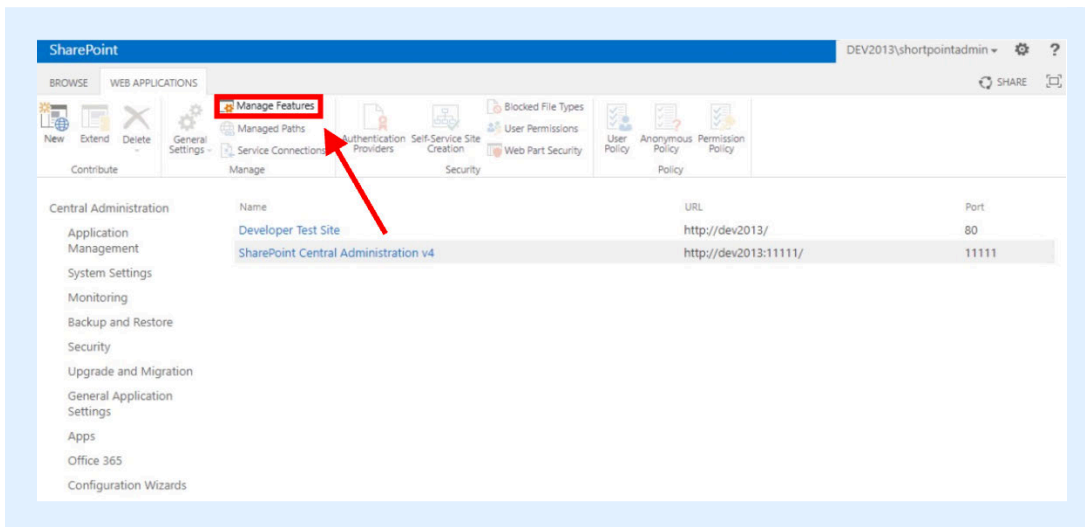 SharePoint
DEV2013\shortpointadmin
?
BROWSE WEB APPLICATIONS
SHARE
New Extend Delete
General Settings
Manage Features
Managed Paths
Service Connections
Authentication Providers
Self-Service Site Creation
Blocked File Types
User Permissions
Web Part Security
User Policy
Anonymous Policy
Permission Policy
Contribute Manage Security Policy
Central Administration
Application
Management
System Settings
Monitoring
Backup and Restore
Security
Upgrade and Migration
General Application
Settings
Apps
Office 365
Configuration Wizards
Name URL Port
Developer Test Site http://dev2013/ 80
SharePoint Central Administration v4 http://dev2013:11111/ 11111